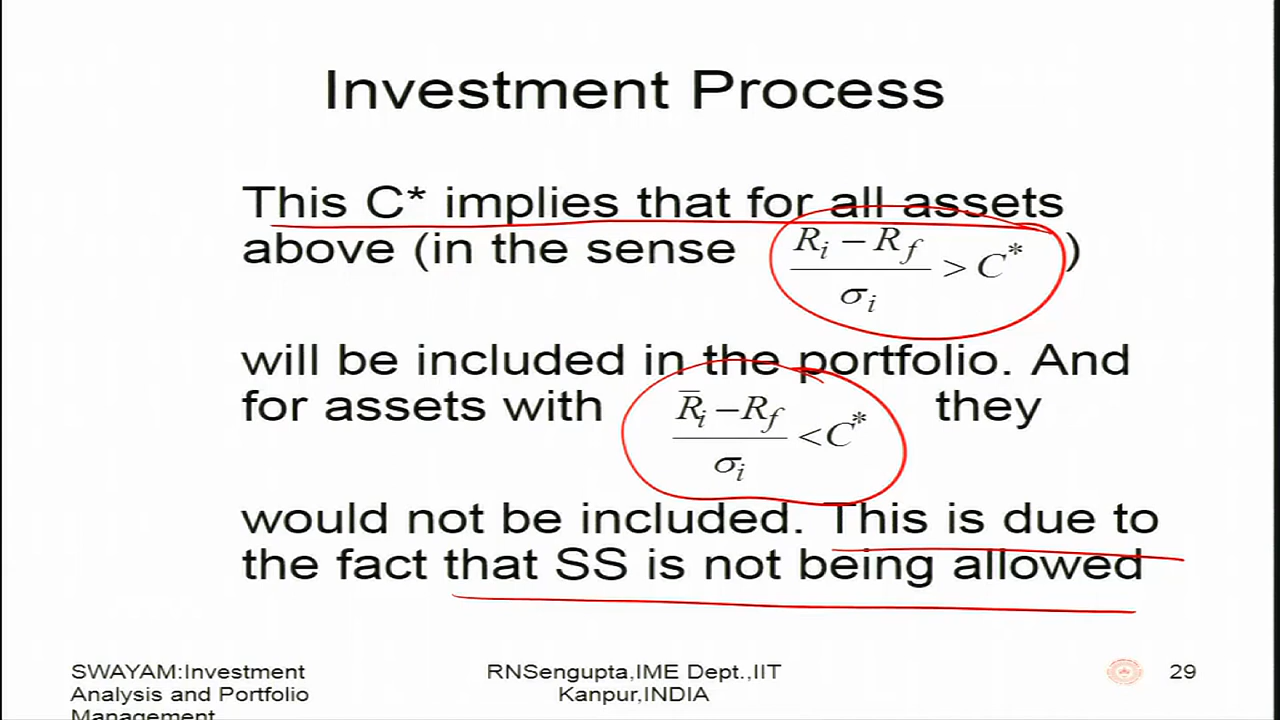 Investment Process
This C* implies that for all assets
above (in the sense (Ri − Rf)/σi > C* )
will be included in the portfolio. And
for assets with (R̅i − Rf)/σi < C* they
would not be included. This is due to
the fact that SS is not being allowed
SWAYAM:Investment
Analysis and Portfolio
Management
RNSengupta,IME Dept.,IIT
Kanpur,INDIA
29